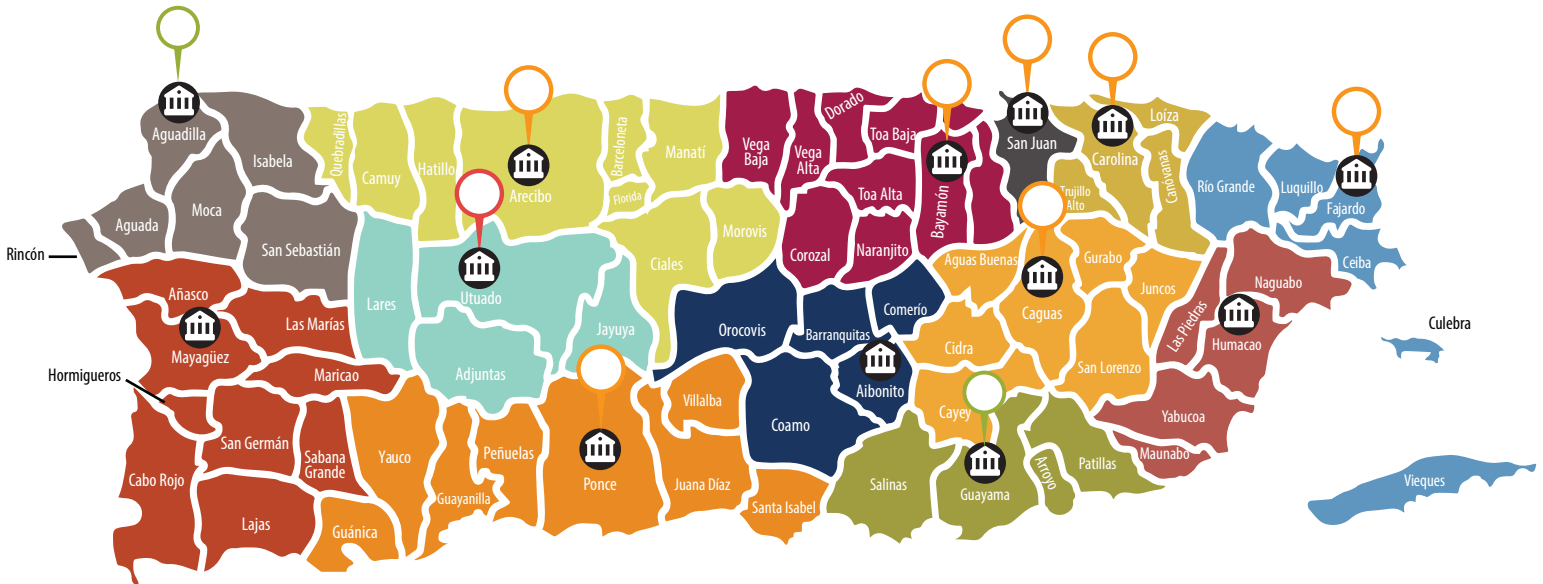 Aguadilla
Isabela
Quebradillas
Camuy
Hatillo
Arecibo
Barceloneta
Florida
Manatí
Vega
Baja
Vega
Alta
Dorado
Toa Baja
Toa Alta
Bayamón
San Juan
Carolina
Loíza
Canóvanas
Trujillo
Alto
Río Grande
Luquillo
Fajardo
Ceiba
Rincón
Aguada
Moca
San Sebastián
Lares
Utuado
Jayuya
Adjuntas
Ciales
Morovis
Corozal
Naranjito
Aguas Buenas
Gurabo
Juncos
Caguas
Las Piedras
Naguabo
Humacao
Culebra
Añasco
Mayagüez
Las Marías
Maricao
Hormigueros
Orocovis
Barranquitas
Comerío
Aibonito
Cidra
San Lorenzo
Cayey
Yabucoa
Maunabo
Cabo Rojo
San Germán
Sabana
Grande
Lajas
Yauco
Guánica
Guayanilla
Peñuelas
Ponce
Villalba
Juana Díaz
Coamo
Santa Isabel
Salinas
Guayama
Arroyo
Patillas
Vieques